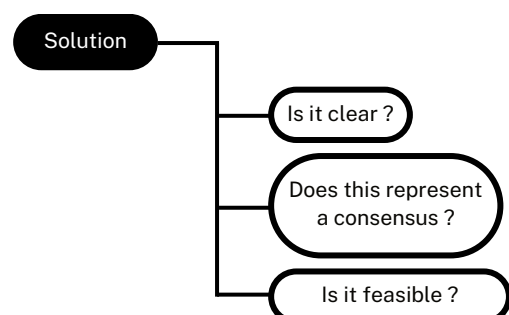 Solution
Is it clear ?
Does this represent
a consensus ?
Is it feasible ?